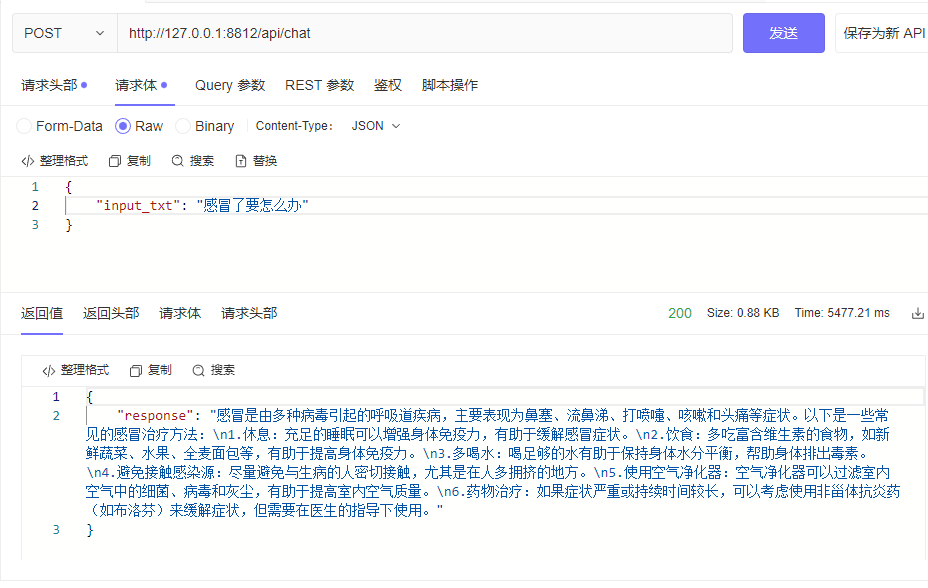 POST http://127.0.0.1:8812/api/chat 发送 保存为新 API
请求头部 请求体 Query 参数 REST 参数 鉴权 脚本操作
Form-Data Raw Binary Content-Type: JSON
整理格式 复制 搜索 替换
1 {
2 "input_txt": "感冒了要怎么办"
3 }
返回值 返回头部 请求体 请求头部 200 Size: 0.88 KB Time: 5477.21 ms
整理格式 复制 搜索
1 {
2 "response": "感冒是由多种病毒引起的呼吸道疾病，主要表现为鼻塞、流鼻涕、打喷嚏、咳嗽和头痛等症状。以下是一些常
见的感冒治疗方法：\n1.休息：充足的睡眠可以增强身体免疫力，有助于缓解感冒症状。\n2.饮食：多吃富含维生素的食物，如新
鲜蔬菜、水果、全麦面包等，有助于提高身体免疫力。\n3.多喝水：喝足够的水有助于保持身体水分平衡，帮助身体排出毒素。
\n4.避免接触感染源：尽量避免与生病的人密切接触，尤其是在人多拥挤的地方。\n5.使用空气净化器：空气净化器可以过滤室内
空气中的细菌、病毒和灰尘，有助于提高室内空气质量。\n6.药物治疗：如果症状严重或持续时间较长，可以考虑使用非甾体抗炎药
（如布洛芬）来缓解症状，但需要在医生的指导下使用。"
3 }